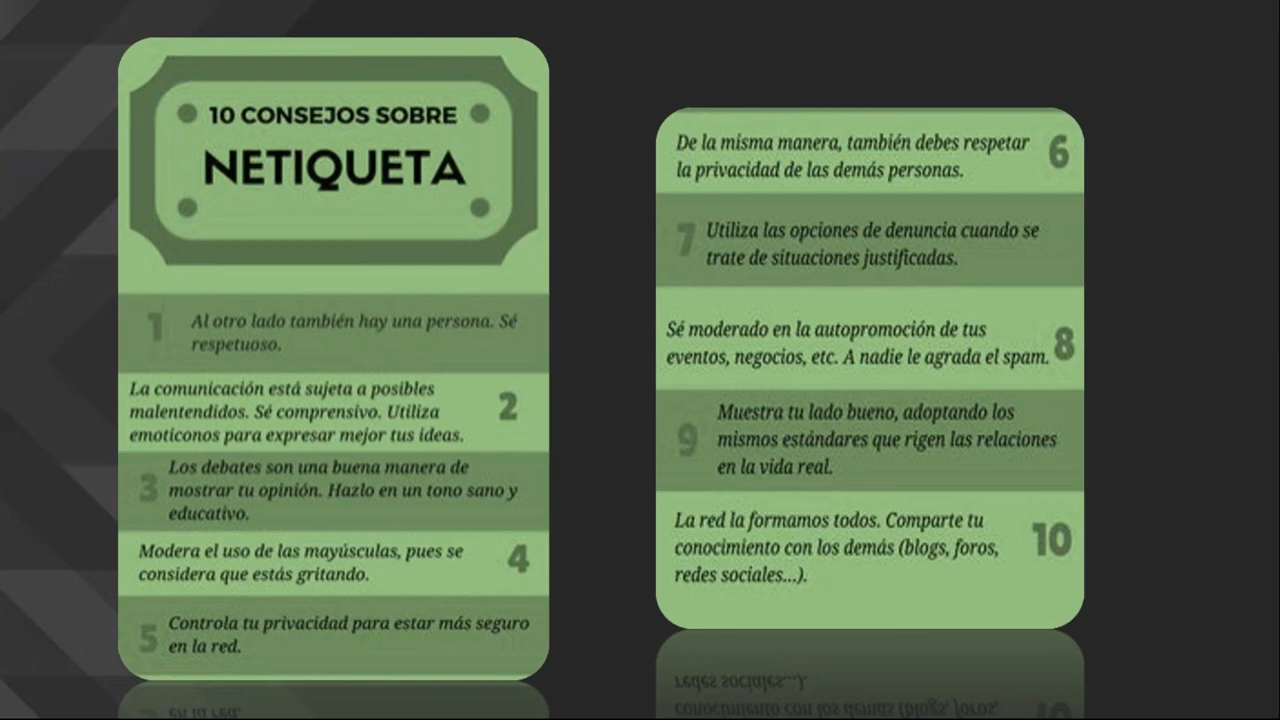 10 CONSEJOS SOBRE
NETIQUETA
1
Al otro lado también hay una persona. Sé
respetuoso.
La comunicación está sujeta a posibles
malentendidos. Sé comprensivo. Utiliza
emoticonos para expresar mejor tus ideas.
2
3
Los debates son una buena manera de
mostrar tu opinión. Hazlo en un tono sano y
educativo.
Modera el uso de las mayúsculas, pues se
considera que estás gritando.
4
5
Controla tu privacidad para estar más seguro
en la red.
De la misma manera, también debes respetar
la privacidad de las demás personas.
6
7
Utiliza las opciones de denuncia cuando se
trate de situaciones justificadas.
Sé moderado en la autopromoción de tus
eventos, negocios, etc. A nadie le agrada el spam.
8
9
Muestra tu lado bueno, adoptando los
mismos estándares que rigen las relaciones
en la vida real.
La red la formamos todos. Comparte tu
conocimiento con los demás (blogs, foros,
redes sociales...).
10